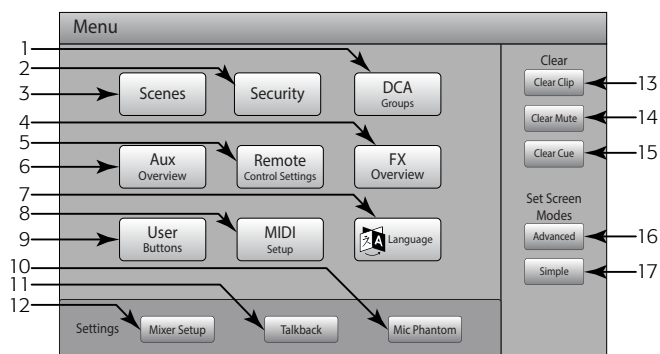 Menu
1
2
3
Scenes
Security
DCA
Groups
4
5
6
Aux
Overview
Remote
Control Settings
FX
Overview
7
8
9
User
Buttons
MIDI
Setup
Language
10
11
12
Settings
Mixer Setup
Talkback
Mic Phantom
Clear
Clear Clip
13
Clear Mute
14
Clear Cue
15
Set Screen
Modes
Advanced
16
Simple
17